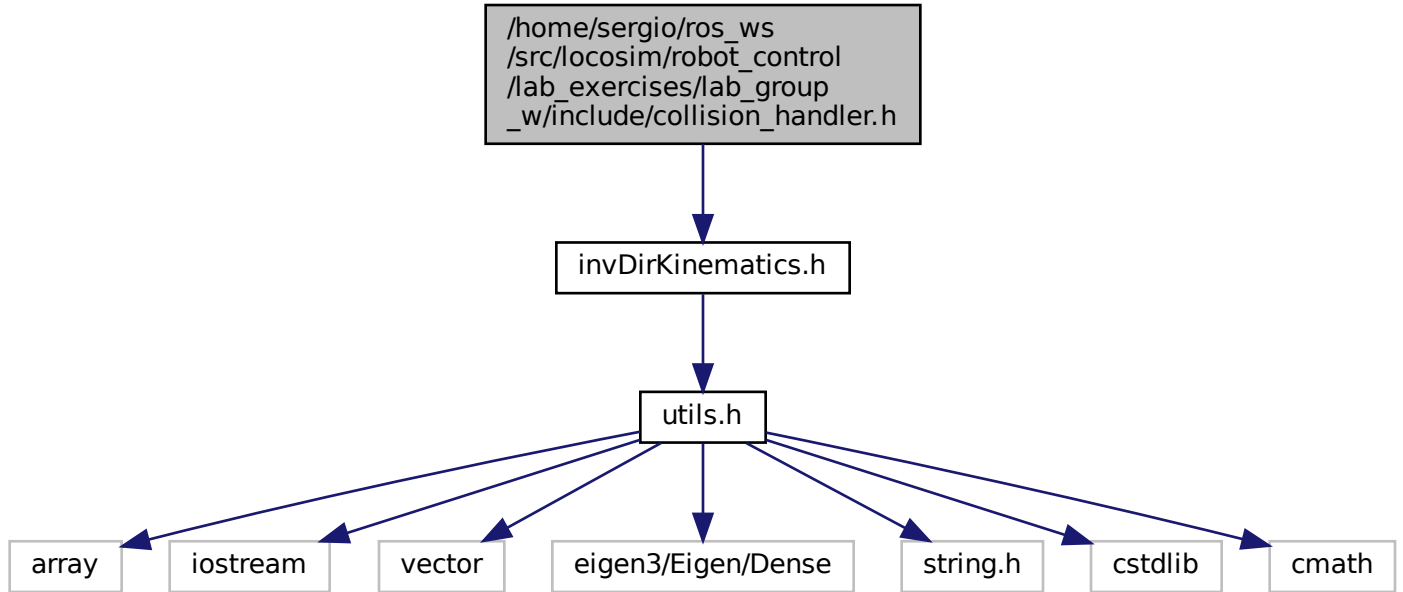 /home/sergio/ros_ws
/src/locosim/robot_control
/lab_exercises/lab_group
_w/include/collision_handler.h
invDirKinematics.h
utils.h
array
iostream
vector
eigen3/Eigen/Dense
string.h
cstdlib
cmath